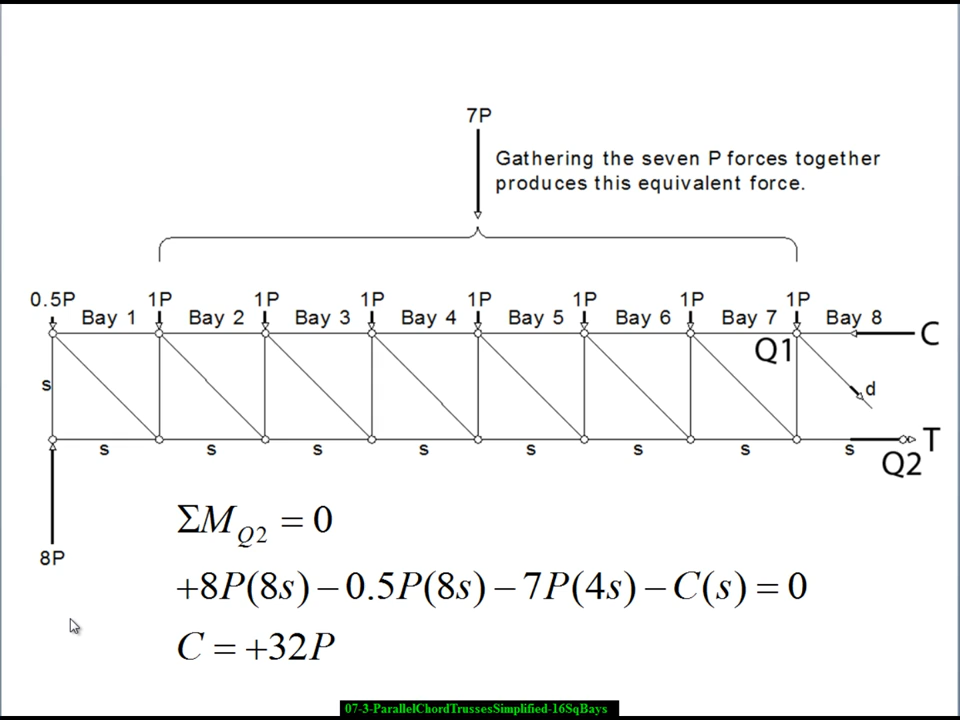 7P
Gathering the seven P forces together
produces this equivalent force.
0.5P 1P 1P 1P 1P 1P 1P 1P
Bay 1 Bay 2 Bay 3 Bay 4 Bay 5 Bay 6 Bay 7 Bay 8
C
Q1
s
d
T
s s s s s s s s
Q2
ΣM_{Q2} = 0
8P
+8P(8s) − 0.5P(8s) − 7P(4s) − C(s) = 0
C = +32P
07-3-ParallelChordTrussesSimplified-16SqBays